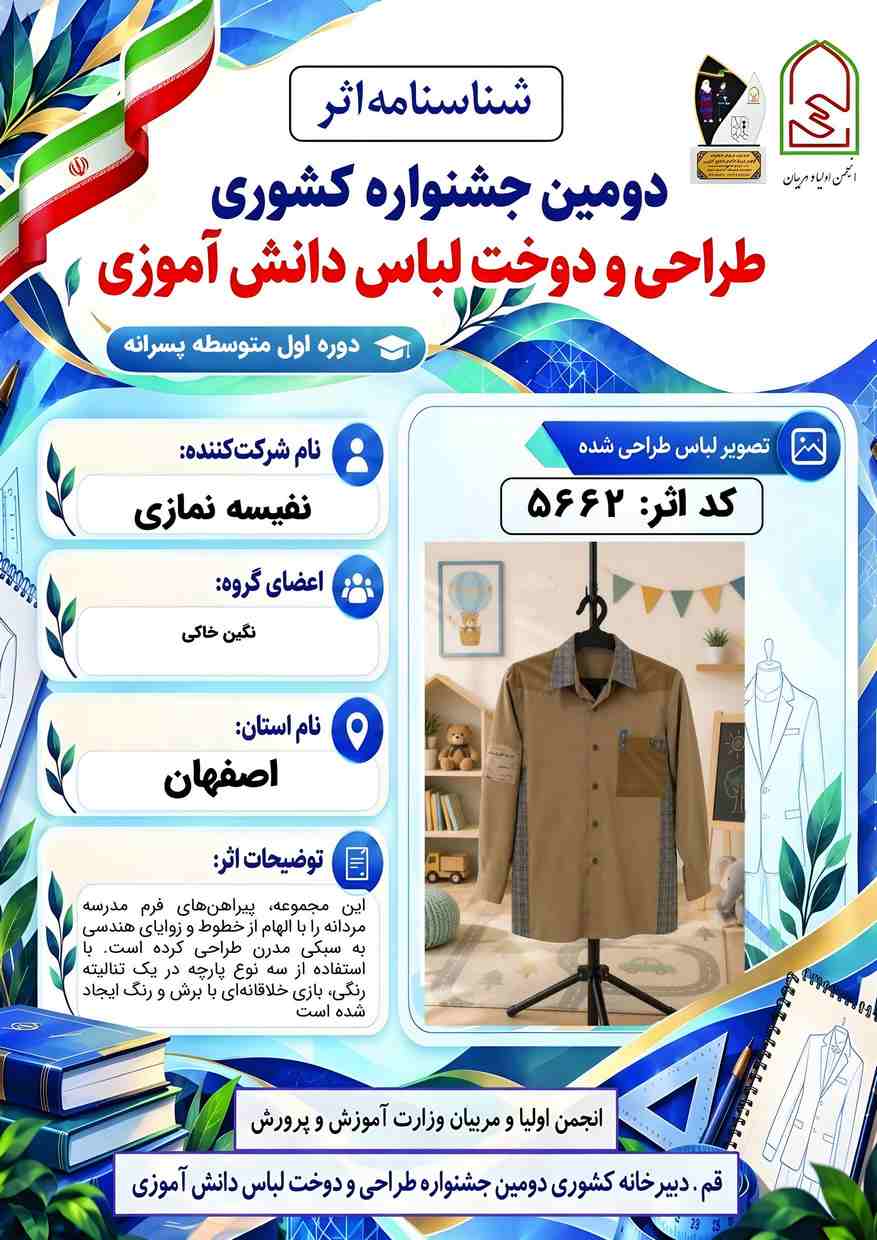 شناسنامه اثر
انجمن اولیا و مربیان
دومین جشنواره کشوری
طراحی و دوخت لباس دانش آموزی
دوره اول متوسطه پسرانه
نام شرکت‌کننده:
نفیسه نمازی
اعضای گروه:
نگین خاکی
نام استان:
اصفهان
توضیحات اثر:
این مجموعه، پیراهن‌های فرم مدرسه
مردانه را با الهام از خطوط و زوایای هندسی
به سبکی مدرن طراحی کرده است. با
استفاده از سه نوع پارچه در یک تنالیته
رنگی، بازی خلاقانه‌ای با برش و رنگ ایجاد
شده است
تصویر لباس طراحی شده
کد اثر: ۵۶۶۲
انجمن اولیا و مربیان وزارت آموزش و پرورش
قم . دبیرخانه کشوری دومین جشنواره طراحی و دوخت لباس دانش آموزی